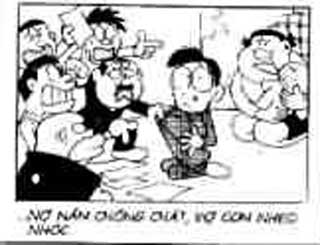 ...NỢ NẦN CHỒNG CHẤT, VỢ CON NHEO
NHÓC